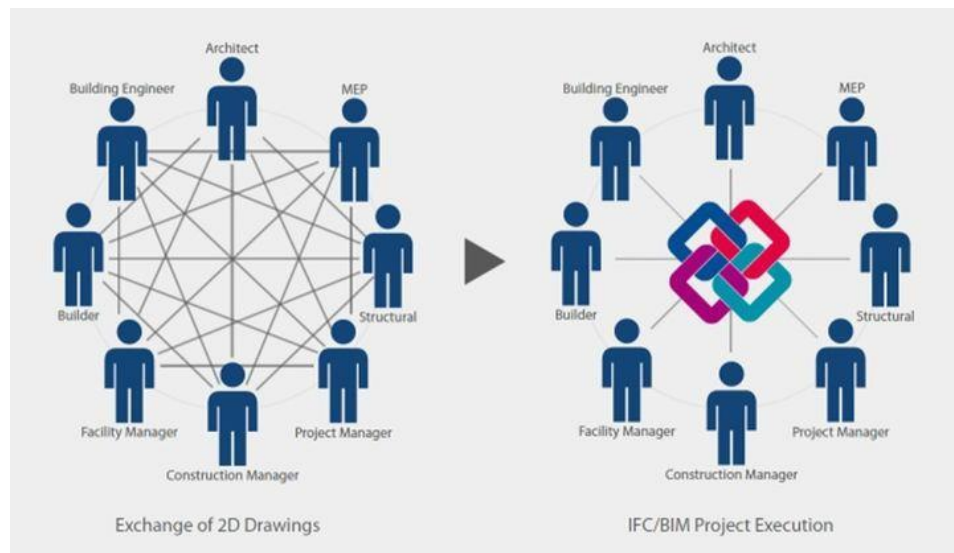 Architect
Building Engineer
MEP
Builder
Structural
Facility Manager
Project Manager
Construction Manager
Exchange of 2D Drawings
Architect
Building Engineer
MEP
Builder
Structural
Facility Manager
Project Manager
Construction Manager
IFC/BIM Project Execution